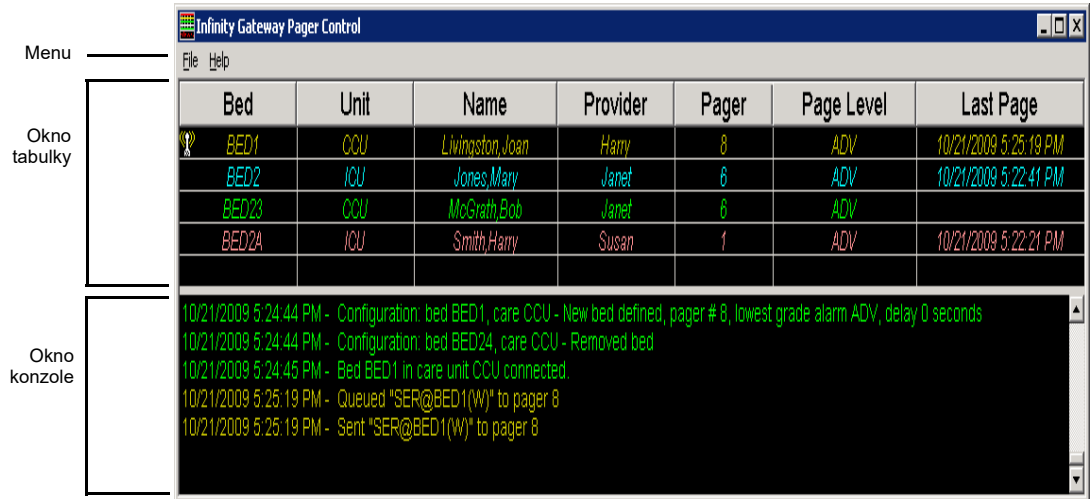 Infinity Gateway Pager Control
Menu
File Help
Bed Unit Name Provider Pager Page Level Last Page
Okno
tabulky
BED1 CCU Livingston,Joan Harry 8 ADV 10/21/2009 5:25:19 PM
BED2 ICU Jones,Mary Janet 6 ADV 10/21/2009 5:22:41 PM
BED23 CCU McGrath,Bob Janet 6 ADV
BED2A ICU Smith,Harry Susan 1 ADV 10/21/2009 5:22:21 PM
Okno
konzole
10/21/2009 5:24:44 PM - Configuration: bed BED1, care CCU - New bed defined, pager # 8, lowest grade alarm ADV, delay 0 seconds
10/21/2009 5:24:44 PM - Configuration: bed BED24, care CCU - Removed bed
10/21/2009 5:24:45 PM - Bed BED1 in care unit CCU connected.
10/21/2009 5:25:19 PM - Queued "SER@BED1(W)" to pager 8
10/21/2009 5:25:19 PM - Sent "SER@BED1(W)" to pager 8